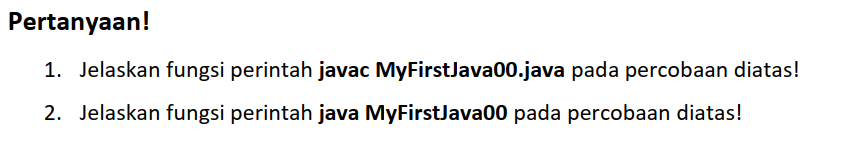 Pertanyaan!
1. Jelaskan fungsi perintah javac MyFirstJava00.java pada percobaan diatas!
2. Jelaskan fungsi perintah java MyFirstJava00 pada percobaan diatas!